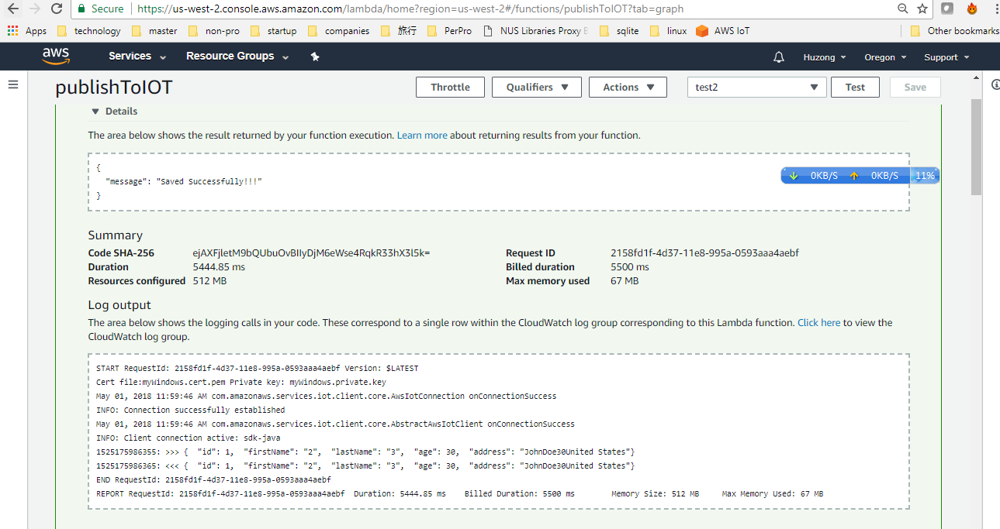 Secure https://us-west-2.console.aws.amazon.com/lambda/home?region=us-west-2#/functions/publishToIOT?tab=graph
Apps technology master non-pro startup companies 旅行 PerPro NUS Libraries Proxy sqlite linux AWS IoT Other bookmarks
aws Services Resource Groups Huzong Oregon Support
publishToIOT Throttle Qualifiers Actions test2 Test Save
Details
The area below shows the result returned by your function execution. Learn more about returning results from your function.
{
"message": "Saved Successfully!!!"
0KB/S 0KB/S 11%
}
Summary
Code SHA-256 ejAXFjletM9bQUbuOvBIIyDjM6eWse4RqkR33hX3l5k= Request ID 2158fd1f-4d37-11e8-995a-0593aaa4aebf
Duration 5444.85 ms Billed duration 5500 ms
Resources configured 512 MB Max memory used 67 MB
Log output
The area below shows the logging calls in your code. These correspond to a single row within the CloudWatch log group corresponding to this Lambda function. Click here to view the
CloudWatch log group.
START RequestId: 2158fd1f-4d37-11e8-995a-0593aaa4aebf Version: $LATEST
Cert file:myWindows.cert.pem Private key: myWindows.private.key
May 01, 2018 11:59:46 AM com.amazonaws.services.iot.client.core.AwsIotConnection onConnectionSuccess
INFO: Connection successfully established
May 01, 2018 11:59:46 AM com.amazonaws.services.iot.client.core.AbstractAwsIotClient onConnectionSuccess
INFO: Client connection active: sdk-java
1525175986355: >>> { "id": 1, "firstName": "2", "lastName": "3", "age": 30, "address": "JohnDoe30United States"}
1525175986365: <<< { "id": 1, "firstName": "2", "lastName": "3", "age": 30, "address": "JohnDoe30United States"}
END RequestId: 2158fd1f-4d37-11e8-995a-0593aaa4aebf
REPORT RequestId: 2158fd1f-4d37-11e8-995a-0593aaa4aebf Duration: 5444.85 ms Billed Duration: 5500 ms Memory Size: 512 MB Max Memory Used: 67 MB